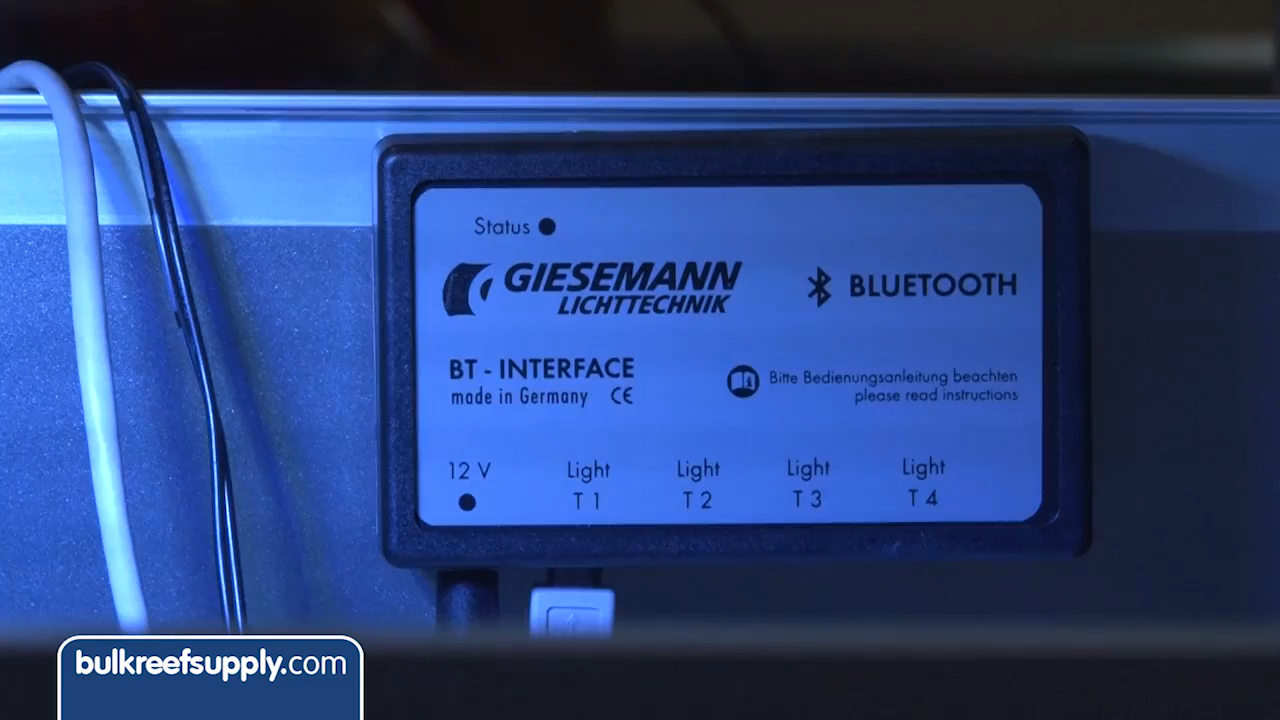 Status
GIESEMANN
LICHTTECHNIK
BLUETOOTH
BT - INTERFACE
made in Germany CE
Bitte Bedienungsanleitung beachten
please read instructions
12 V
Light
T 1
Light
T 2
Light
T 3
Light
T 4
bulkreefsupply.com